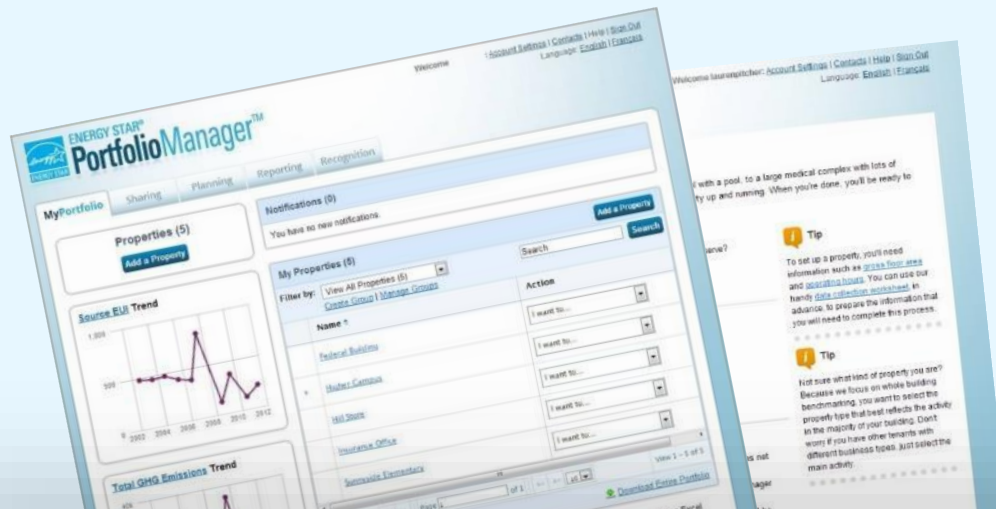 Welcome
: Account Settings | Contacts | Help | Sign Out
Language: English | Français
ENERGY STAR®
PortfolioManager™
ENERGY STAR
MyPortfolio
Sharing
Planning
Reporting
Recognition
Properties (5)
Add a Property
Source EUI Trend
1,000
500
0
2002 2004 2006 2008 2010 2012
Total GHG Emissions Trend
Notifications (0)
You have no new notifications.
My Properties (5)
Add a Property
Filter by:
View All Properties (5)
Search
Search
Create Group | Manage Groups
Name
Action
Federal Building
I want to...
Hughes Campus
I want to...
Hill Store
I want to...
Insurance Office
I want to...
Sunnyside Elementary
I want to...
Page
of 1
View 1 - 5 of 5
Download Entire Portfolio
Welcome laurenpitcher: Account Settings | Contacts | Help | Sign Out
Language: English | Français
with a pool, to a large medical complex with lots of
ty up and running. When you're done, you'll be ready to
Tip
To set up a property, you'll need
information such as gross floor area
and operating hours. You can use our
handy data collection worksheet, in
advance, to prepare the information that
you will need to complete this process.
Tip
Not sure what kind of property you are?
Because we focus on whole building
benchmarking, you want to select the
property type that best reflects the activity
in the majority of your building. Don't
worry if you have other tenants with
different business types, just select the
main activity.